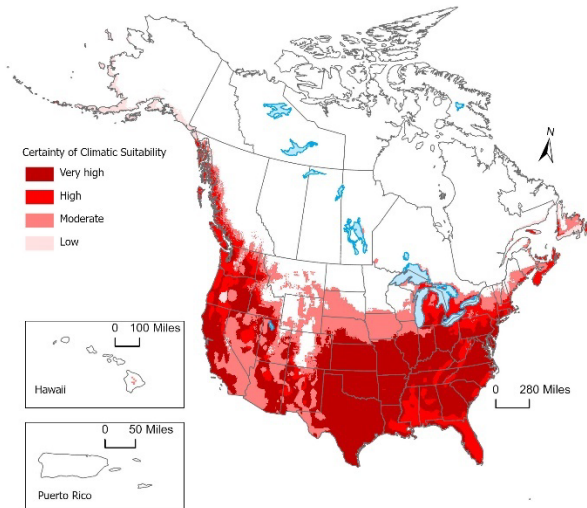 N
Certainty of Climatic Suitability
Very high
High
Moderate
Low
0 100 Miles
Hawaii
0 280 Miles
0 50 Miles
Puerto Rico